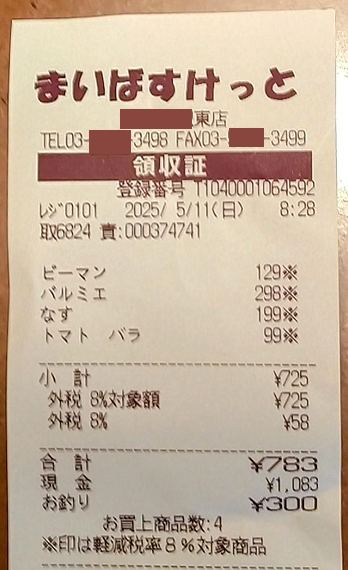 まいばすけっと
東店
TEL03- -3498 FAX03- -3499
領収証
登録番号 T1040001064592
ﾚｼﾞ0101 2025/ 5/11(日) 8:28
取6824 責:000374741
ピーマン 129※
パルミエ 298※
なす 199※
トマト バラ 99※
小 計 ¥725
外税 8%対象額 ¥725
外税 8% ¥58
合 計 ¥783
現 金 ¥1,083
お釣り ¥300
お買上商品数:4
※印は軽減税率8%対象商品